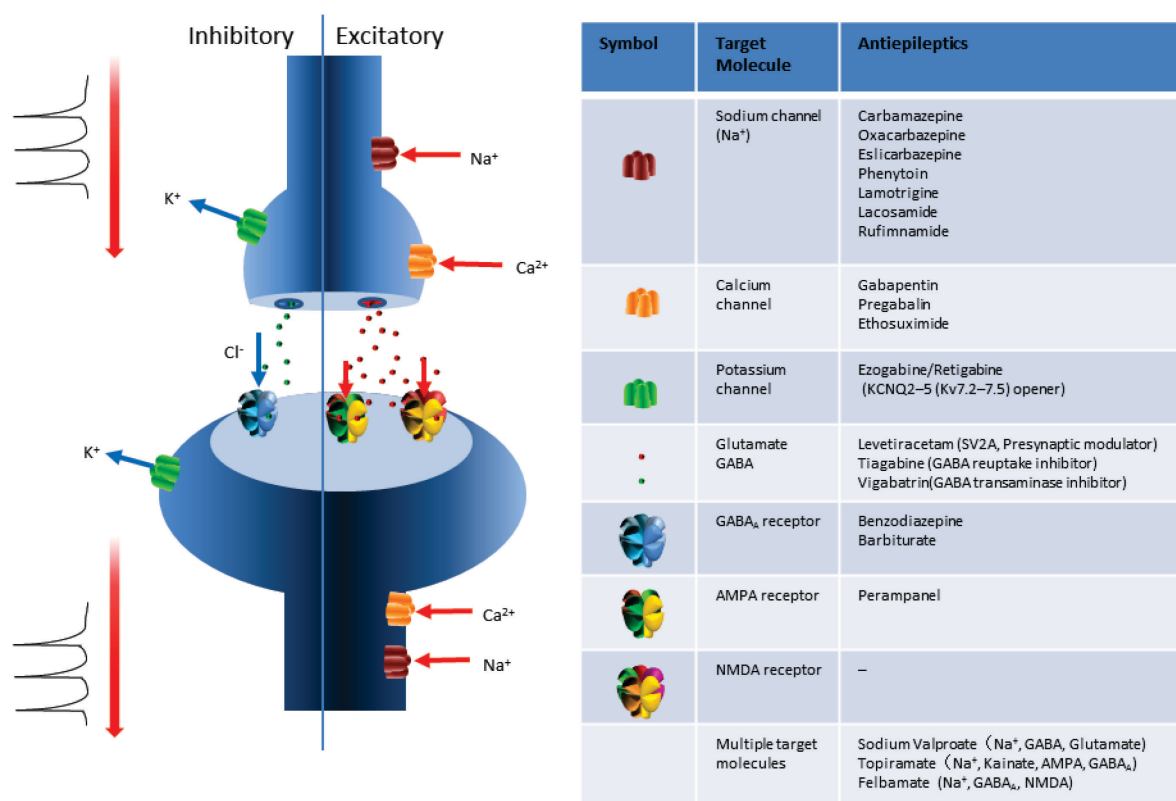 Inhibitory
Excitatory
Na⁺
K⁺
Ca²⁺
Cl⁻
K⁺
Ca²⁺
Na⁺
Symbol
Target
Molecule
Antiepileptics
Sodium channel
(Na⁺)
Carbamazepine
Oxacarbazepine
Eslicarbazepine
Phenytoin
Lamotrigine
Lacosamide
Rufimnamide
Calcium
channel
Gabapentin
Pregabalin
Ethosuximide
Potassium
channel
Ezogabine/Retigabine
(KCNQ2–5 (Kv7.2–7.5) opener)
Glutamate
GABA
Levetiracetam (SV2A, Presynaptic modulator)
Tiagabine (GABA reuptake inhibitor)
Vigabatrin(GABA transaminase inhibitor)
GABA_A receptor
Benzodiazepine
Barbiturate
AMPA receptor
Perampanel
NMDA receptor
–
Multiple target
molecules
Sodium Valproate（Na⁺, GABA, Glutamate)
Topiramate（Na⁺, Kainate, AMPA, GABA_A)
Felbamate (Na⁺, GABA_A, NMDA)